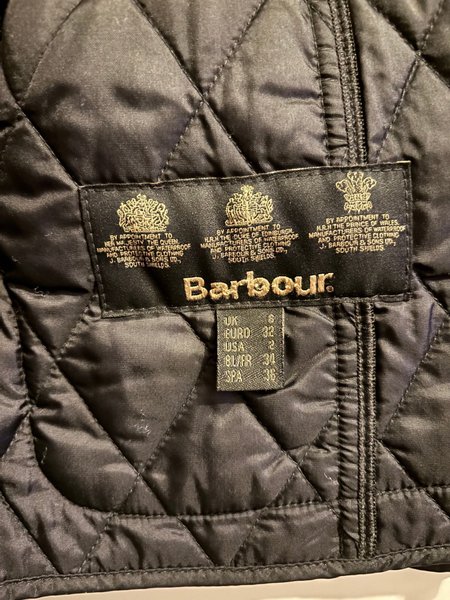 BY APPOINTMENT TO
HER MAJESTY THE QUEEN
MANUFACTURERS OF WATERPROOF
AND PROTECTIVE CLOTHING
J. BARBOUR & SONS LTD.
SOUTH SHIELDS.
BY APPOINTMENT TO
H.R.H. THE DUKE OF EDINBURGH
MANUFACTURERS OF WATERPROOF
AND PROTECTIVE CLOTHING
J. BARBOUR & SONS LTD.
SOUTH SHIELDS.
BY APPOINTMENT TO
H.R.H. THE PRINCE OF WALES
MANUFACTURERS OF WATERPROOF
AND PROTECTIVE CLOTHING
J. BARBOUR & SONS LTD.
SOUTH SHIELDS.
Barbour
UK 6
EURO 32
USA 2
BL/FR 34
SPA 36